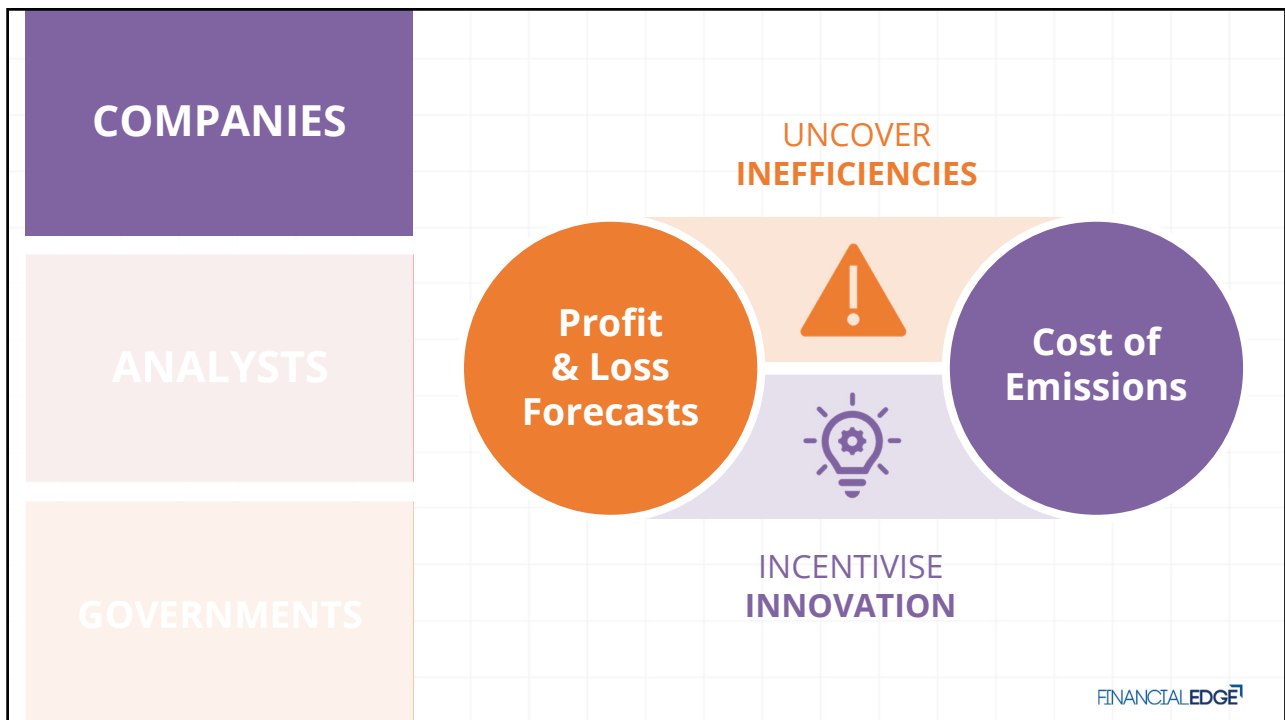 COMPANIES
ANALYSTS
GOVERNMENTS
UNCOVER
INEFFICIENCIES
Profit
& Loss
Forecasts
Cost of
Emissions
INCENTIVISE
INNOVATION
FINANCIALEDGE